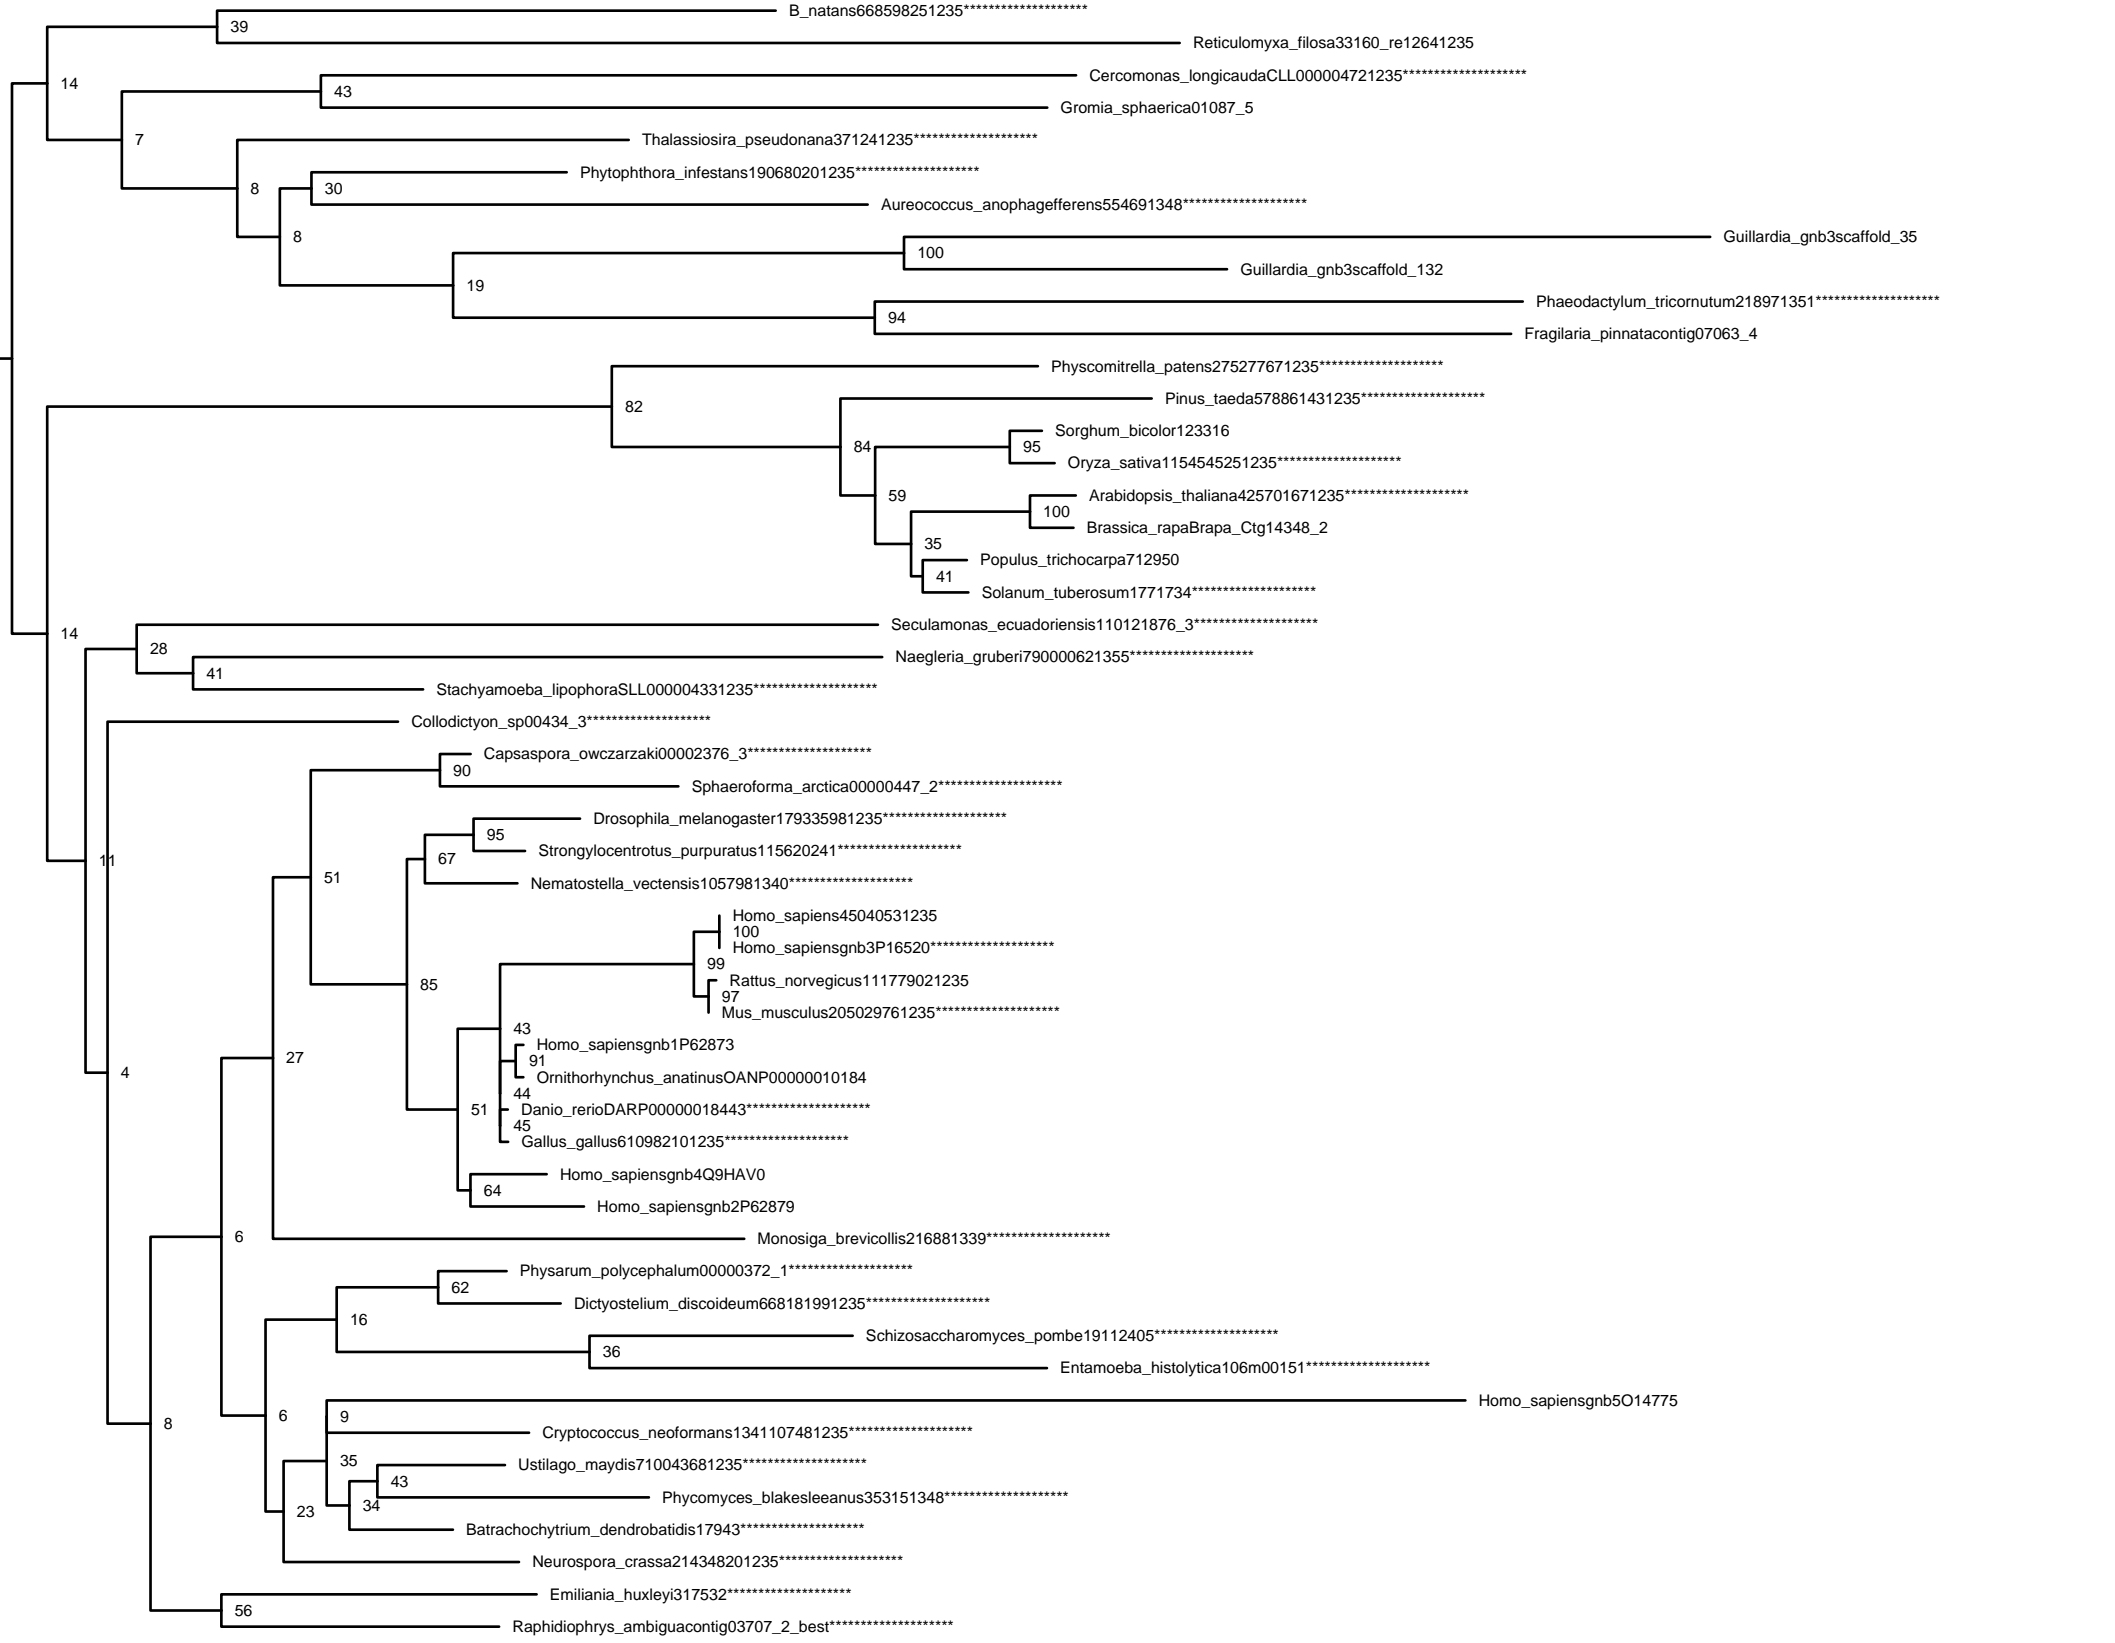 B_natans668598251235********************
39
Reticulomyxa_filosa33160_re12641235
Cercomonas_longicaudaCLL000004721235********************
14
43
Gromia_sphaerica01087_5
Thalassiosira_pseudonana371241235********************
7
Phytophthora_infestans190680201235********************
8
30
Aureococcus_anophagefferens554691348********************
8
Guillardia_gnb3scaffold_35
100
Guillardia_gnb3scaffold_132
19
Phaeodactylum_tricornutum218971351********************
94
Fragilaria_pinnatacontig07063_4
Physcomitrella_patens275277671235********************
82
Pinus_taeda578861431235********************
Sorghum_bicolor123316
84
95
Oryza_sativa1154545251235********************
59
Arabidopsis_thaliana425701671235********************
100
Brassica_rapaBrapa_Ctg14348_2
35
Populus_trichocarpa712950
41
Solanum_tuberosum1771734********************
Seculamonas_ecuadoriensis110121876_3********************
14
28
Naegleria_gruberi790000621355********************
41
Stachyamoeba_lipophoraSLL000004331235********************
Collodictyon_sp00434_3********************
Capsaspora_owczarzaki00002376_3********************
90
Sphaeroforma_arctica00000447_2********************
Drosophila_melanogaster179335981235********************
95
Strongylocentrotus_purpuratus115620241********************
67
11
51
Nematostella_vectensis1057981340********************
Homo_sapiens45040531235
100
Homo_sapiensgnb3P16520********************
99
Rattus_norvegicus111779021235
85
97
Mus_musculus205029761235********************
43
Homo_sapiensgnb1P62873
27
91
4
Ornithorhynchus_anatinusOANP00000010184
44
51
Danio_rerioDARP00000018443********************
45
Gallus_gallus610982101235********************
Homo_sapiensgnb4Q9HAV0
64
Homo_sapiensgnb2P62879
6
Monosiga_brevicollis216881339********************
Physarum_polycephalum00000372_1********************
62
Dictyostelium_discoideum668181991235********************
16
Schizosaccharomyces_pombe19112405********************
36
Entamoeba_histolytica106m00151********************
Homo_sapiensgnb5O14775
6
9
8
Cryptococcus_neoformans1341107481235********************
35
Ustilago_maydis710043681235********************
43
Phycomyces_blakesleeanus353151348********************
34
23
Batrachochytrium_dendrobatidis17943********************
Neurospora_crassa214348201235********************
Emiliania_huxleyi317532********************
56
Raphidiophrys_ambiguacontig03707_2_best********************